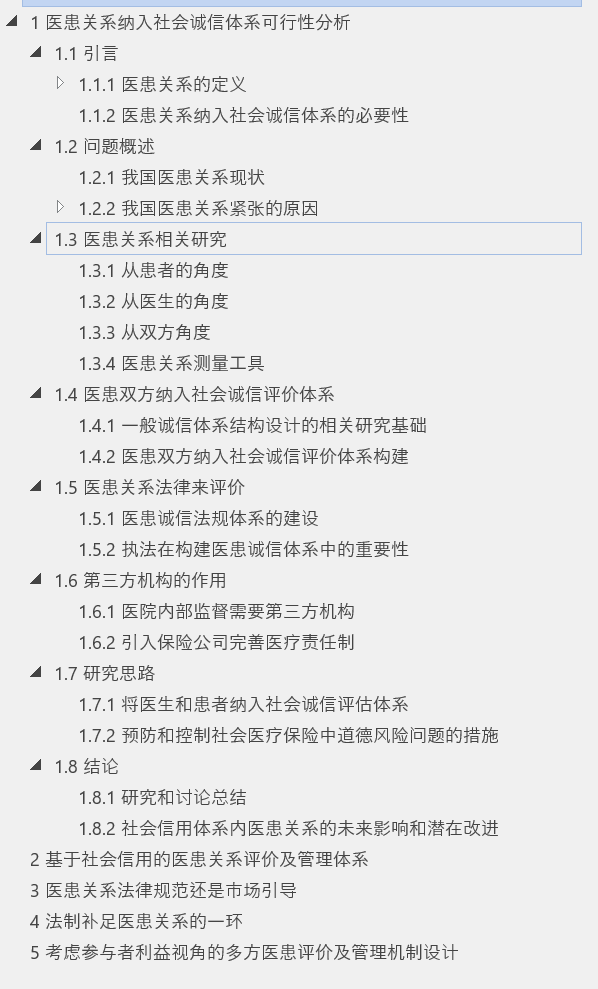 1 医患关系纳入社会诚信体系可行性分析
1.1 引言
1.1.1 医患关系的定义
1.1.2 医患关系纳入社会诚信体系的必要性
1.2 问题概述
1.2.1 我国医患关系现状
1.2.2 我国医患关系紧张的原因
1.3 医患关系相关研究
1.3.1 从患者的角度
1.3.2 从医生的角度
1.3.3 从双方角度
1.3.4 医患关系测量工具
1.4 医患双方纳入社会诚信评价体系
1.4.1 一般诚信体系结构设计的相关研究基础
1.4.2 医患双方纳入社会诚信评价体系构建
1.5 医患关系法律来评价
1.5.1 医患诚信法规体系的建设
1.5.2 执法在构建医患诚信体系中的重要性
1.6 第三方机构的作用
1.6.1 医院内部监督需要第三方机构
1.6.2 引入保险公司完善医疗责任制
1.7 研究思路
1.7.1 将医生和患者纳入社会诚信评估体系
1.7.2 预防和控制社会医疗保险中道德风险问题的措施
1.8 结论
1.8.1 研究和讨论总结
1.8.2 社会信用体系内医患关系的未来影响和潜在改进
2 基于社会信用的医患关系评价及管理体系
3 医患关系法律规范还是市场引导
4 法制补足医患关系的一环
5 考虑参与者利益视角的多方医患评价及管理机制设计